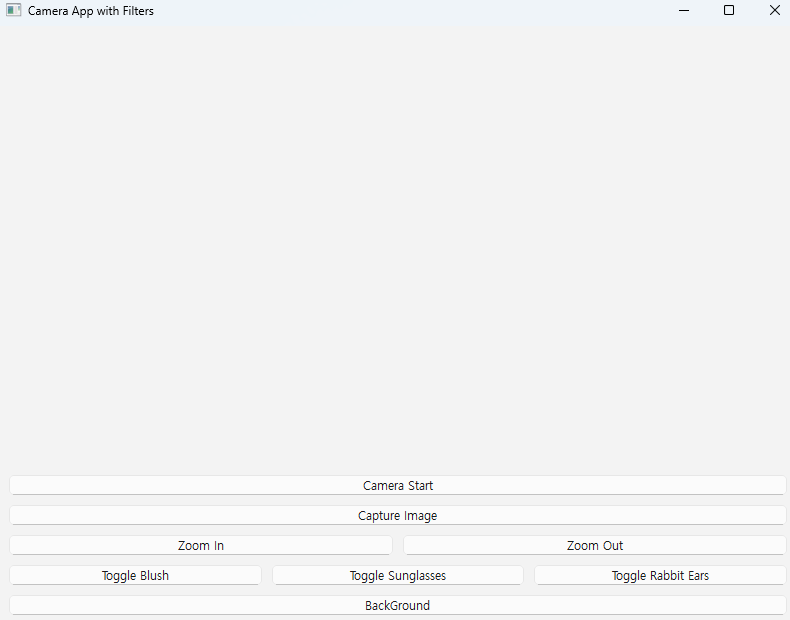 Camera App with Filters
Camera Start
Capture Image
Zoom In Zoom Out
Toggle Blush Toggle Sunglasses Toggle Rabbit Ears
BackGround